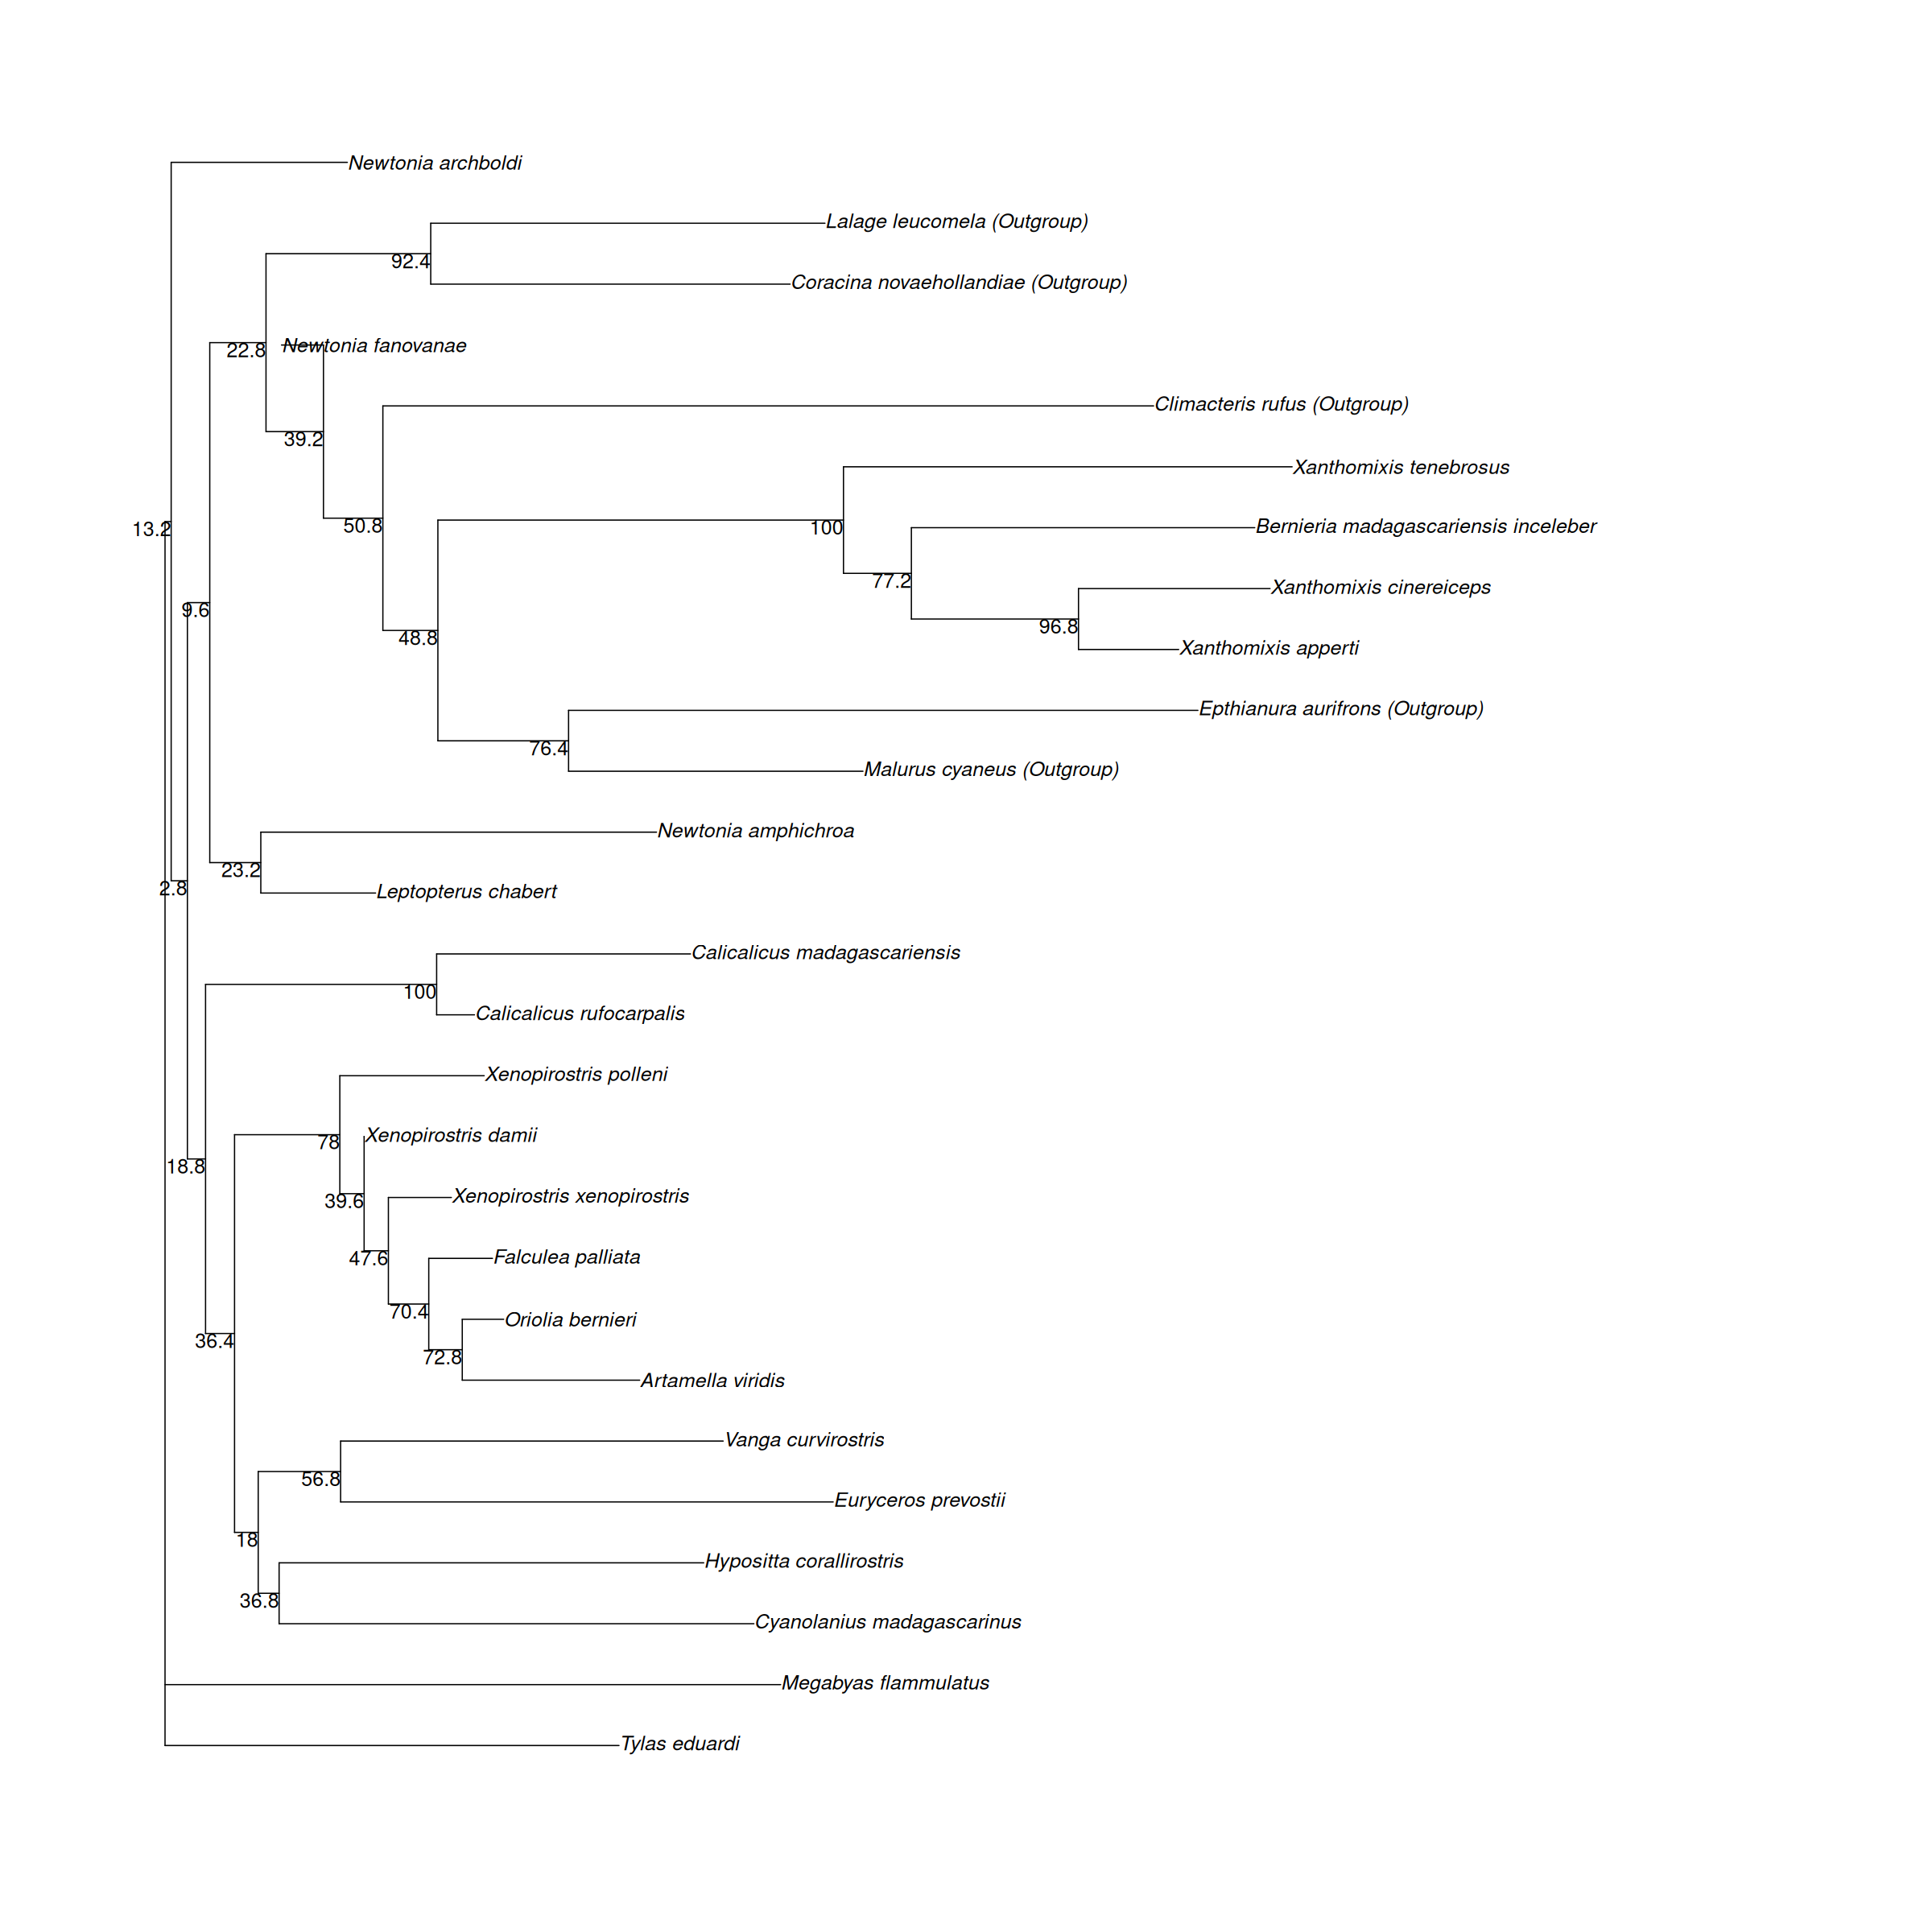 Newtonia archboldi
Lalage leucomela (Outgroup)
92.4
Coracina novaehollandiae (Outgroup)
22.8
Newtonia fanovanae
Climacteris rufus (Outgroup)
39.2
Xanthomixis tenebrosus
13.2
50.8
100
Bernieria madagascariensis inceleber
77.2
Xanthomixis cinereiceps
9.6
48.8
96.8
Xanthomixis apperti
Epthianura aurifrons (Outgroup)
76.4
Malurus cyaneus (Outgroup)
Newtonia amphichroa
23.2
2.8
Leptopterus chabert
Calicalicus madagascariensis
100
Calicalicus rufocarpalis
Xenopirostris polleni
78
Xenopirostris damii
18.8
39.6
Xenopirostris xenopirostris
47.6
Falculea palliata
70.4
Oriolia bernieri
36.4
72.8
Artamella viridis
Vanga curvirostris
56.8
Euryceros prevostii
18
Hypositta corallirostris
36.8
Cyanolanius madagascarinus
Megabyas flammulatus
Tylas eduardi